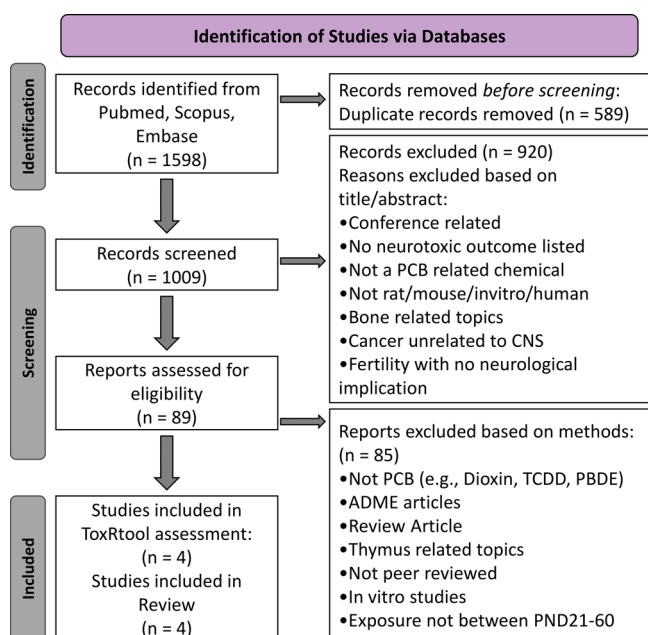 Identification of Studies via Databases
Identification
Records identified from
Pubmed, Scopus,
Embase
(n = 1598)
Records removed before screening:
Duplicate records removed (n = 589)
Screening
Records screened
(n = 1009)
Records excluded (n = 920)
Reasons excluded based on
title/abstract:
•Conference related
•No neurotoxic outcome listed
•Not a PCB related chemical
•Not rat/mouse/invitro/human
•Bone related topics
•Cancer unrelated to CNS
•Fertility with no neurological
implication
Reports assessed for
eligibility
(n = 89)
Reports excluded based on methods:
(n = 85)
•Not PCB (e.g., Dioxin, TCDD, PBDE)
•ADME articles
•Review Article
•Thymus related topics
•Not peer reviewed
•In vitro studies
•Exposure not between PND21-60
Included
Studies included in
ToxRtool assessment:
(n = 4)
Studies included in
Review
(n = 4)